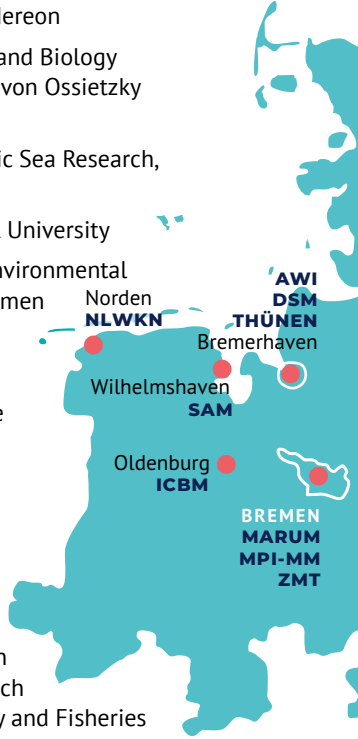 ereon
and Biology
von Ossietzky
ic Sea Research,
University
nvironmental
men
e
n
ch
y and Fisheries
Norden
NLWKN
AWI
DSM
THÜNEN
Bremerhaven
Wilhelmshaven
SAM
Oldenburg
ICBM
BREMEN
MARUM
MPI-MM
ZMT